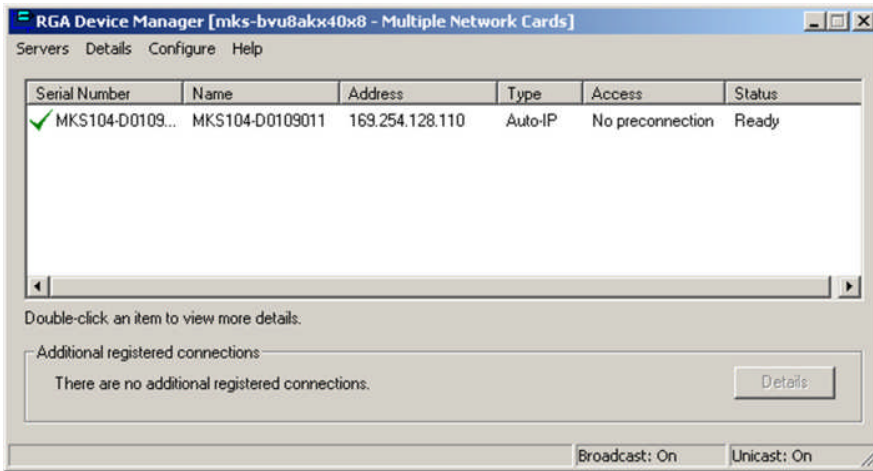 RGA Device Manager [mks-bvu8akx40x8 - Multiple Network Cards]
Servers Details Configure Help
Serial Number Name Address Type Access Status
MKS104-D0109... MKS104-D0109011 169.254.128.110 Auto-IP No preconnection Ready
Double-click an item to view more details.
Additional registered connections
There are no additional registered connections. Details
Broadcast: On Unicast: On